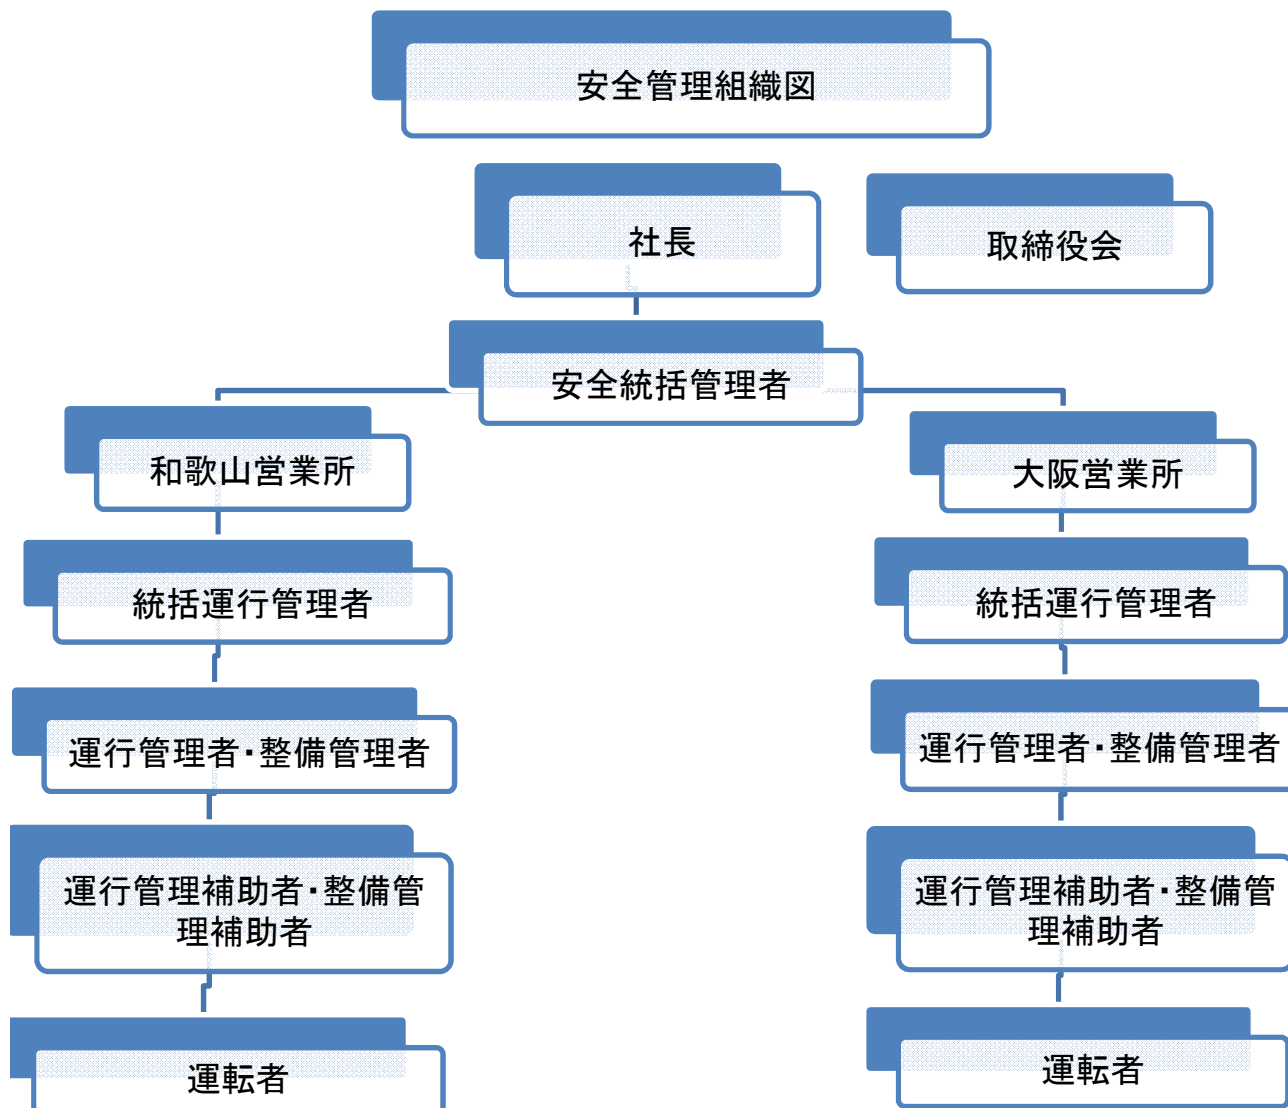 安全管理組織図
社長
取締役会
安全統括管理者
和歌山営業所
大阪営業所
統括運行管理者
統括運行管理者
運行管理者・整備管理者
運行管理者・整備管理者
運行管理補助者・整備管
理補助者
運行管理補助者・整備管
理補助者
運転者
運転者